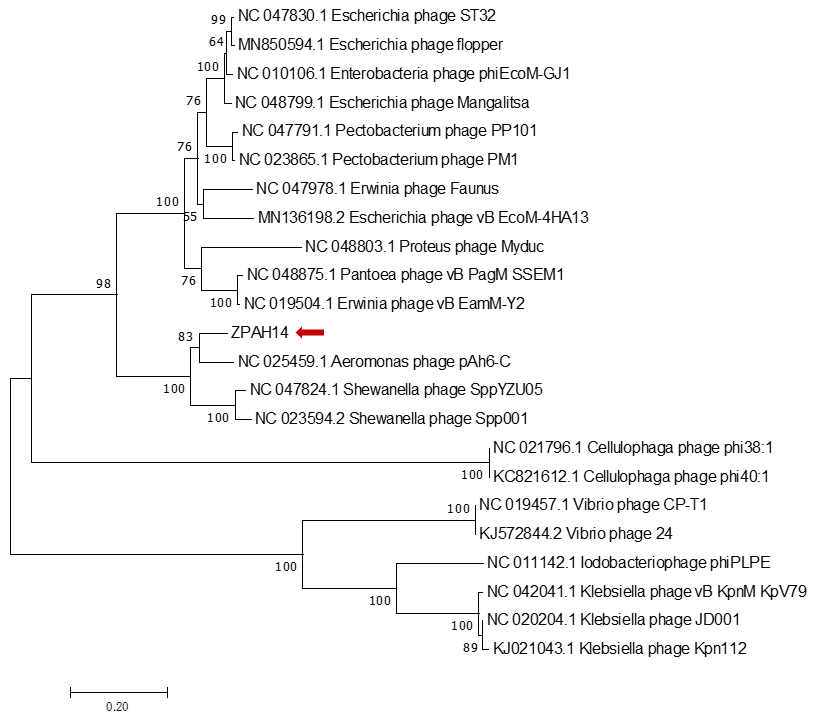 99
NC 047830.1 Escherichia phage ST32
64
MN850594.1 Escherichia phage flopper
100
NC 010106.1 Enterobacteria phage phiEcoM-GJ1
76
NC 048799.1 Escherichia phage Mangalitsa
NC 047791.1 Pectobacterium phage PP101
76
100
NC 023865.1 Pectobacterium phage PM1
NC 047978.1 Erwinia phage Faunus
100
55
MN136198.2 Escherichia phage vB EcoM-4HA13
NC 048803.1 Proteus phage Myduc
76
NC 048875.1 Pantoea phage vB PagM SSEM1
98
100
NC 019504.1 Erwinia phage vB EamM-Y2
83
ZPAH14
NC 025459.1 Aeromonas phage pAh6-C
100
NC 047824.1 Shewanella phage SppYZU05
100
NC 023594.2 Shewanella phage Spp001
NC 021796.1 Cellulophaga phage phi38:1
100
KC821612.1 Cellulophaga phage phi40:1
100
NC 019457.1 Vibrio phage CP-T1
KJ572844.2 Vibrio phage 24
100
NC 011142.1 Iodobacteriophage phiPLPE
100
NC 042041.1 Klebsiella phage vB KpnM KpV79
100
NC 020204.1 Klebsiella phage JD001
89
KJ021043.1 Klebsiella phage Kpn112
0.20